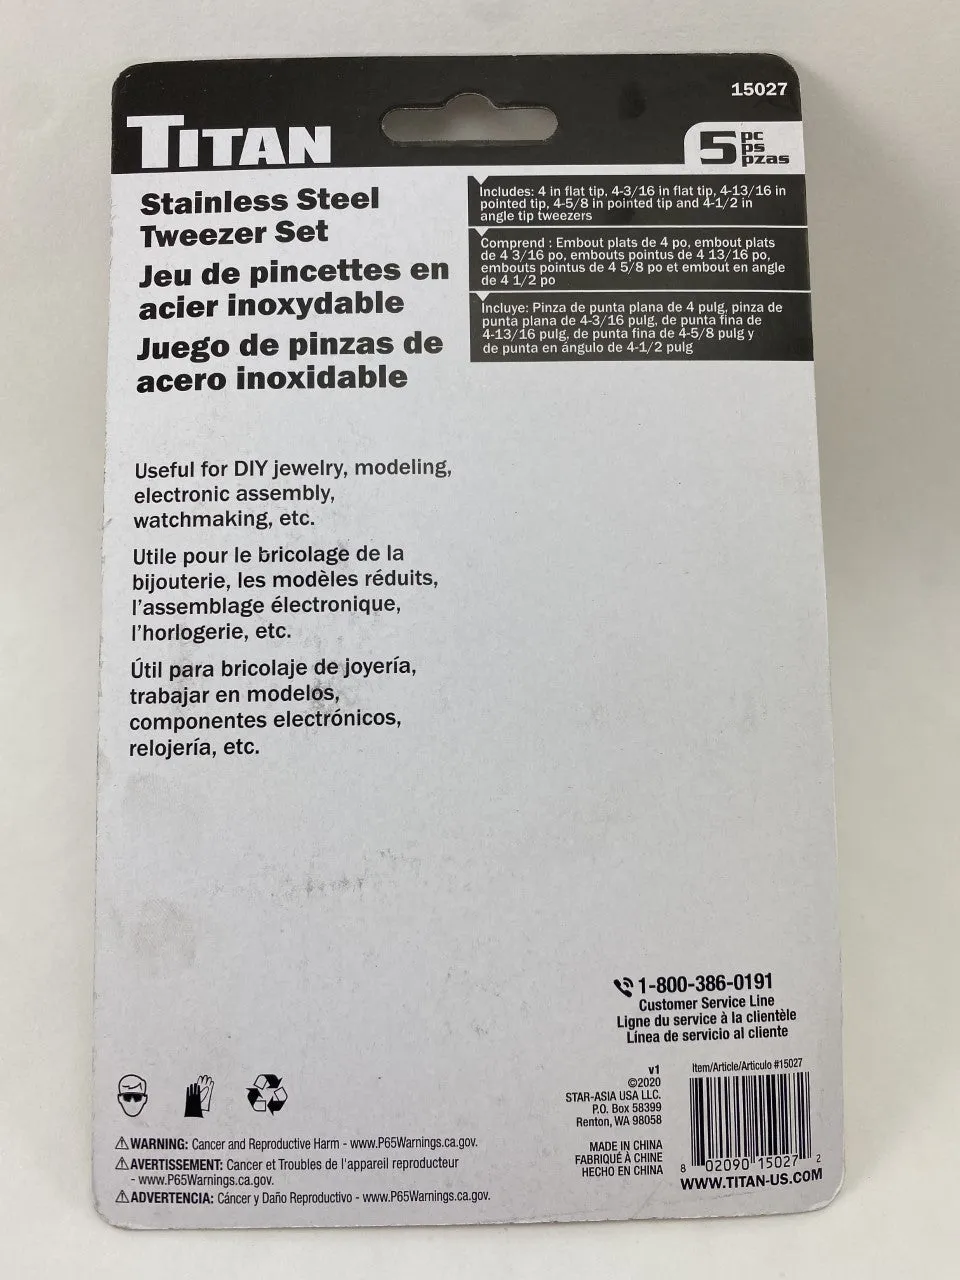 15027
TITAN
5 pc
ps
pzas
Stainless Steel
Tweezer Set
Jeu de pincettes en
acier inoxydable
Juego de pinzas de
acero inoxidable
Includes: 4 in flat tip, 4-3/16 in flat tip, 4-13/16 in
pointed tip, 4-5/8 in pointed tip and 4-1/2 in
angle tip tweezers
Comprend : Embout plats de 4 po, embout plats
de 4 3/16 po, embouts pointus de 4 13/16 po,
embouts pointus de 4 5/8 po et embout en angle
de 4 1/2 po
Incluye: Pinza de punta plana de 4 pulg, pinza de
punta plana de 4-3/16 pulg, de punta fina de
4-13/16 pulg, de punta fina de 4-5/8 pulg y
de punta en ángulo de 4-1/2 pulg
Useful for DIY jewelry, modeling,
electronic assembly,
watchmaking, etc.
Utile pour le bricolage de la
bijouterie, les modèles réduits,
l'assemblage électronique,
l'horlogerie, etc.
Útil para bricolaje de joyería,
trabajar en modelos,
componentes electrónicos,
relojería, etc.
1-800-386-0191
Customer Service Line
Ligne du service à la clientèle
Línea de servicio al cliente
v1
©2020
STAR-ASIA USA LLC.
P.O. Box 58399
Renton, WA 98058
MADE IN CHINA
FABRIQUÉ À CHINE
HECHO EN CHINA
Item/Article/Articulo #15027
8 02090 15027 2
WWW.TITAN-US.COM
WARNING: Cancer and Reproductive Harm - www.P65Warnings.ca.gov.
AVERTISSEMENT: Cancer et Troubles de l'appareil reproducteur
- www.P65Warnings.ca.gov.
ADVERTENCIA: Cáncer y Daño Reproductivo - www.P65Warnings.ca.gov.